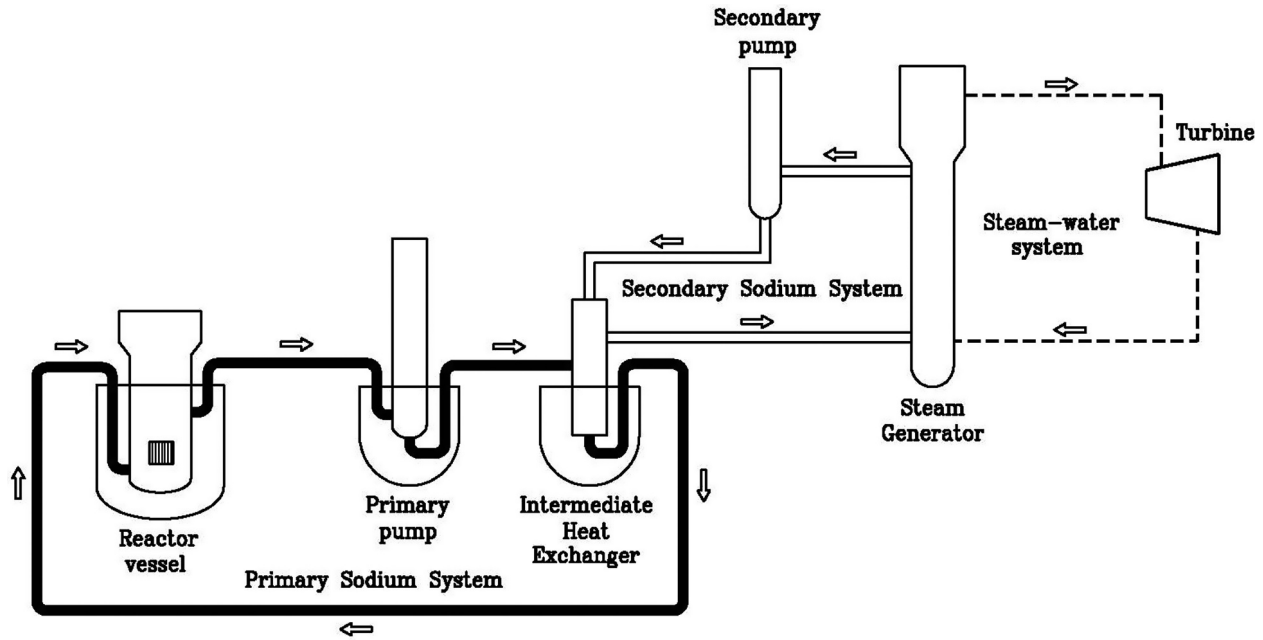 Secondary
pump
Turbine
Steam-water
system
Secondary Sodium System
Steam
Generator
Primary
pump
Intermediate
Heat
Exchanger
Reactor
vessel
Primary Sodium System